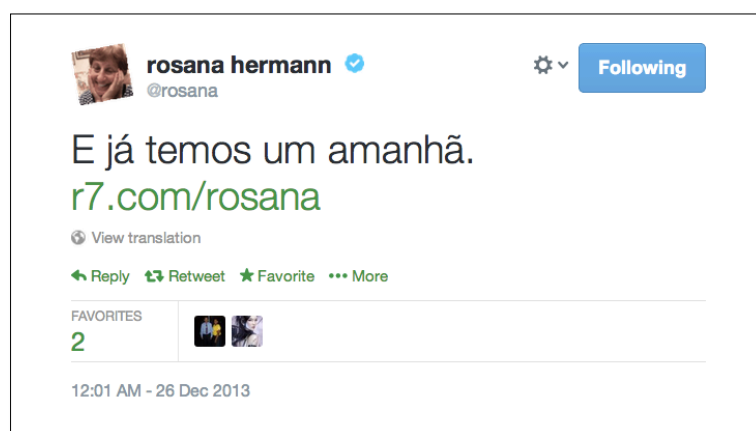 rosana hermann
@rosana
Following
E já temos um amanhã.
r7.com/rosana
View translation
Reply Retweet Favorite More
FAVORITES
2
12:01 AM - 26 Dec 2013